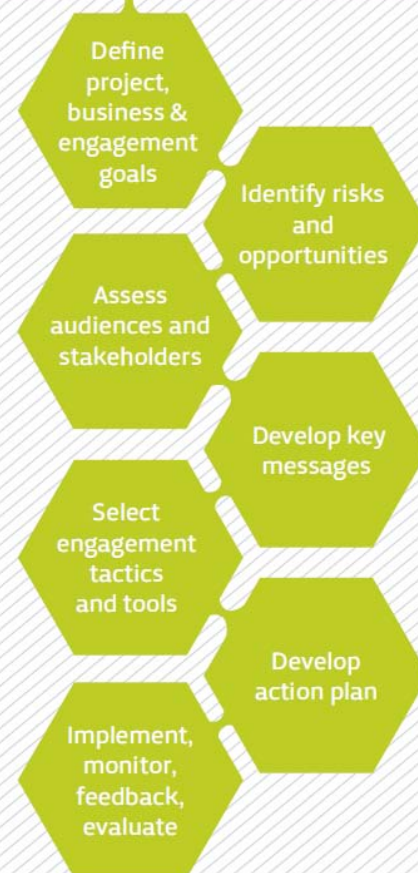 Define
project,
business &
engagement
goals
Identify risks
and
opportunities
Assess
audiences and
stakeholders
Develop key
messages
Select
engagement
tactics
and tools
Develop
action plan
Implement,
monitor,
feedback,
evaluate